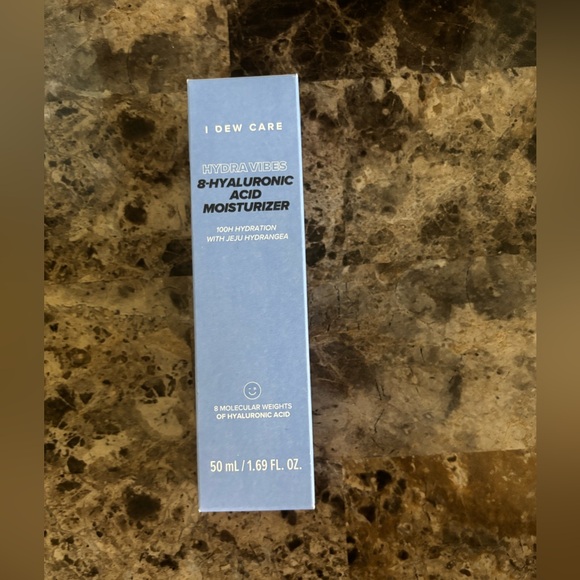 I DEW CARE
HYDRA VIBES
8-HYALURONIC
ACID
MOISTURIZER
100H HYDRATION
WITH JEJU HYDRANGEA
8 MOLECULAR WEIGHTS
OF HYALURONIC ACID
50 mL / 1.69 FL. OZ.